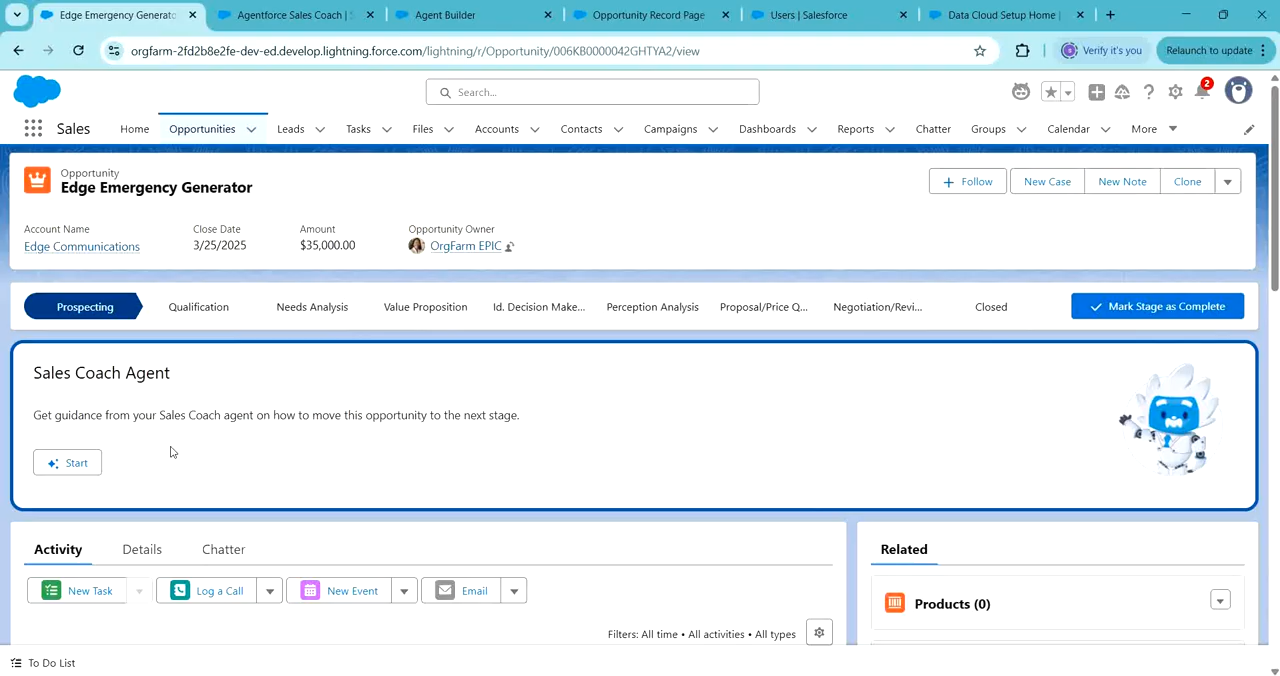 Edge Emergency Generato
Agentforce Sales Coach |
Agent Builder
Opportunity Record Page
Users | Salesforce
Data Cloud Setup Home |
orgfarm-2fd2b8e2fe-dev-ed.develop.lightning.force.com/lightning/r/Opportunity/006KB0000042GHTYA2/view
Verify it's you
Relaunch to update
Search...
2
Sales
Home
Opportunities
Leads
Tasks
Files
Accounts
Contacts
Campaigns
Dashboards
Reports
Chatter
Groups
Calendar
More
Opportunity
Edge Emergency Generator
Follow
New Case
New Note
Clone
Account Name
Close Date
Amount
Opportunity Owner
Edge Communications
3/25/2025
$35,000.00
OrgFarm EPIC
Prospecting
Qualification
Needs Analysis
Value Proposition
Id. Decision Make...
Perception Analysis
Proposal/Price Q...
Negotiation/Revi...
Closed
Mark Stage as Complete
Sales Coach Agent
Get guidance from your Sales Coach agent on how to move this opportunity to the next stage.
Start
Activity
Details
Chatter
Related
New Task
Log a Call
New Event
Email
Products (0)
Filters: All time • All activities • All types
To Do List